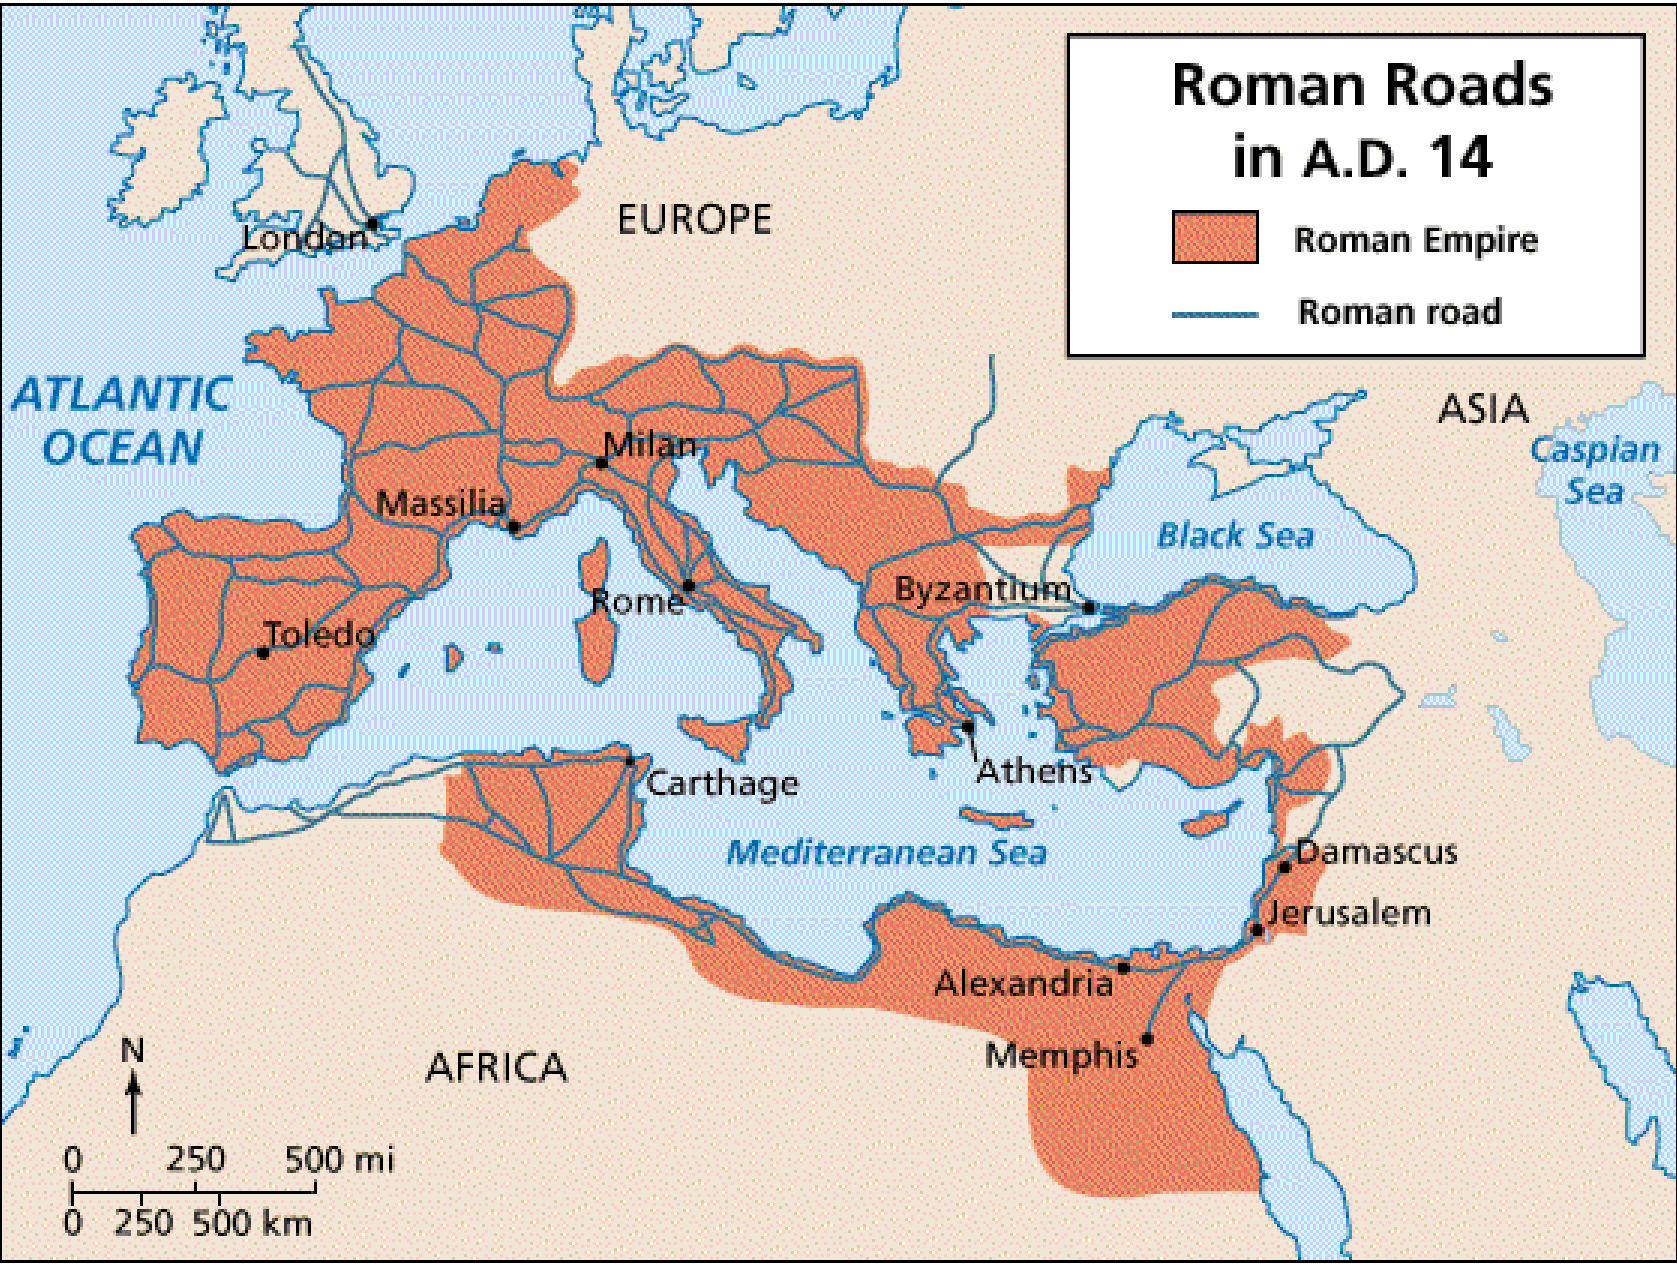 Roman Roads
in A.D. 14
Roman Empire
Roman road
EUROPE
London
ATLANTIC
OCEAN
ASIA
Caspian
Sea
Milan
Massilia
Black Sea
Byzantium
Rome
Toledo
Athens
Carthage
Mediterranean Sea
Damascus
Jerusalem
Alexandria
Memphis
AFRICA
N
0 250 500 mi
0 250 500 km